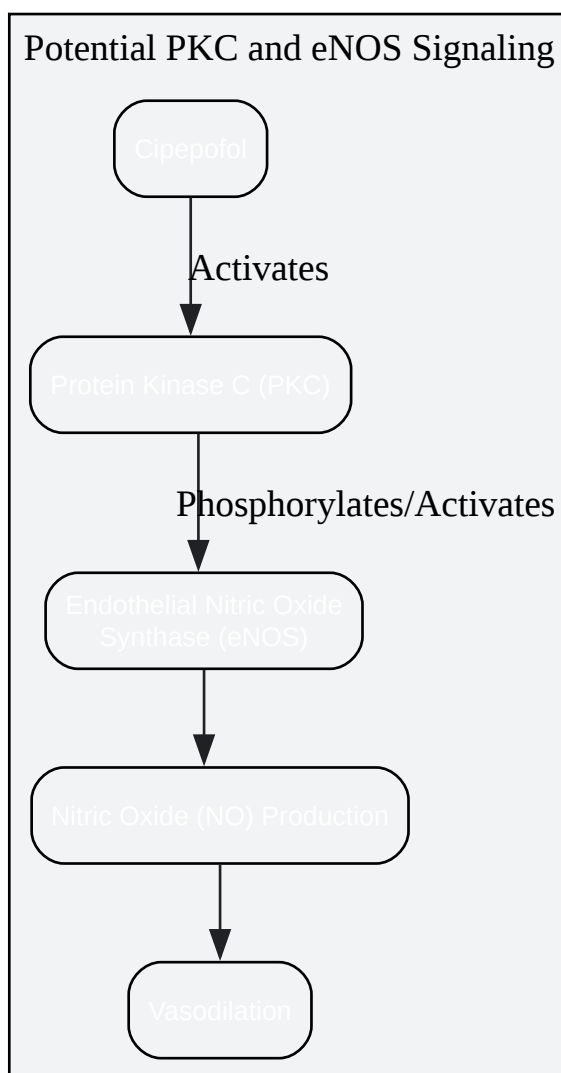 Potential PKC and eNOS Signaling
Cipepofol
Activates
Protein Kinase C (PKC)
Phosphorylates/Activates
Endothelial Nitric Oxide
Synthase (eNOS)
Nitric Oxide (NO) Production
Vasodilation